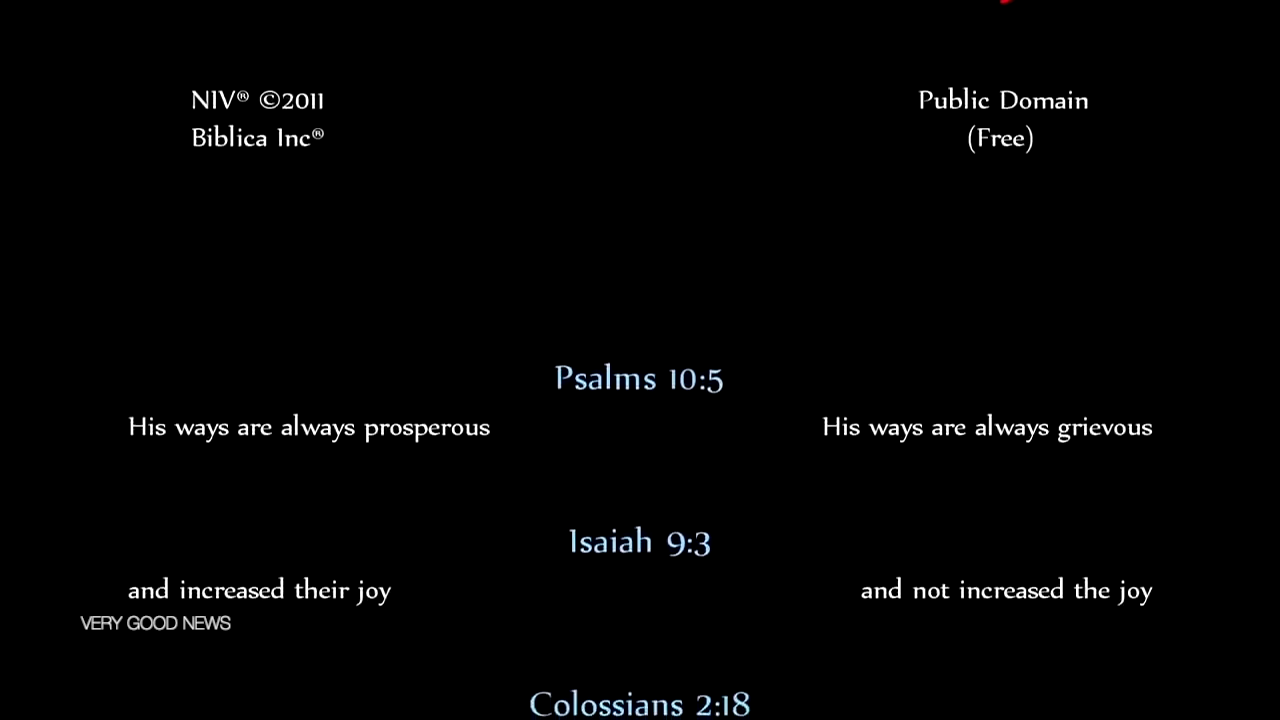 NIV® ©2011
Biblica Inc®
Public Domain
(Free)
Psalms 10:5
His ways are always prosperous
His ways are always grievous
Isaiah 9:3
and increased their joy
and not increased the joy
VERY GOOD NEWS
Colossians 2:18